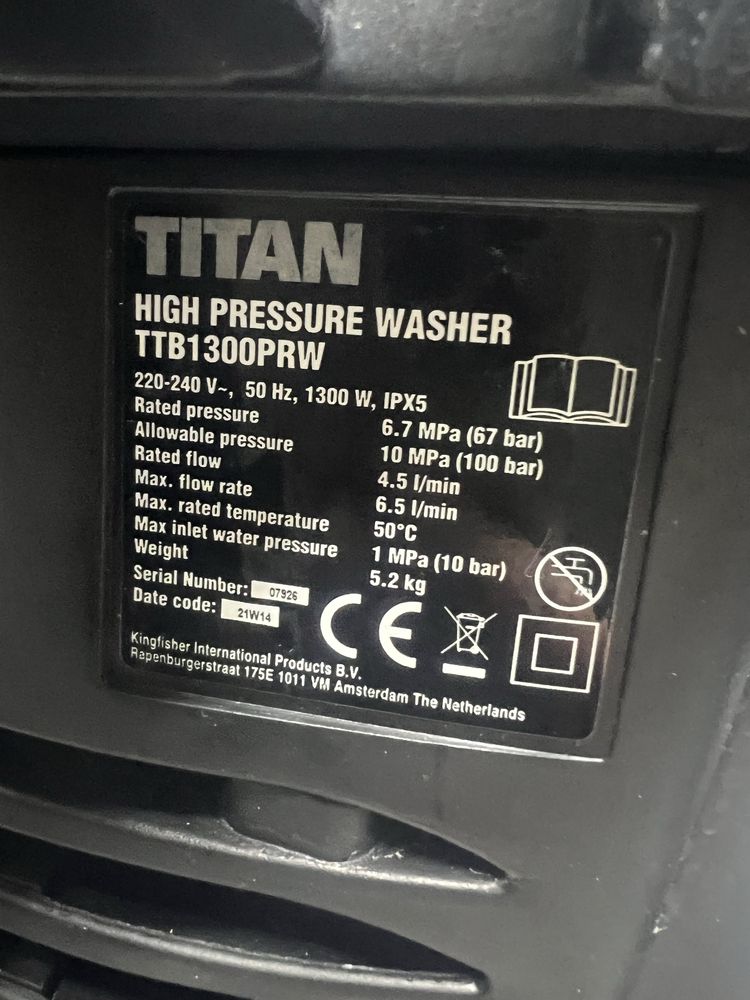 TITAN
HIGH PRESSURE WASHER
TTB1300PRW
220-240 V~, 50 Hz, 1300 W, IPX5
Rated pressure 6.7 MPa (67 bar)
Allowable pressure 10 MPa (100 bar)
Rated flow 4.5 l/min
Max. flow rate 6.5 l/min
Max. rated temperature 50°C
Max inlet water pressure 1 MPa (10 bar)
Weight 5.2 kg
Serial Number: 07926
Date code: 21W14
CE
Kingfisher International Products B.V.
Rapenburgerstraat 175E 1011 VM Amsterdam The Netherlands